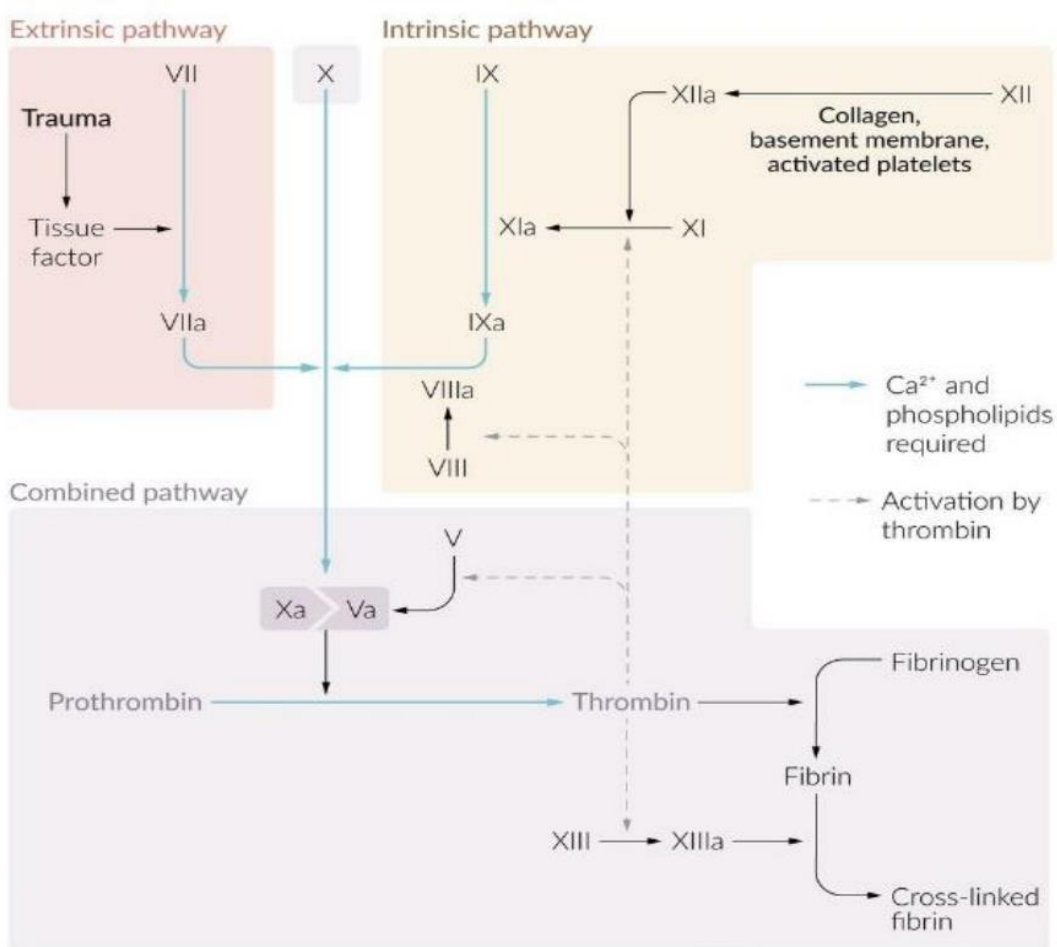 Extrinsic pathway
Intrinsic pathway
VII
X
IX
XIIa
XII
Trauma
Collagen,
basement membrane,
activated platelets
Tissue
factor
XIa
XI
VIIa
IXa
VIIIa
VIII
Ca²⁺ and
phospholipids
required
Activation by
thrombin
Combined pathway
V
Xa
Va
Fibrinogen
Prothrombin
Thrombin
Fibrin
XIII
XIIIa
Cross-linked
fibrin